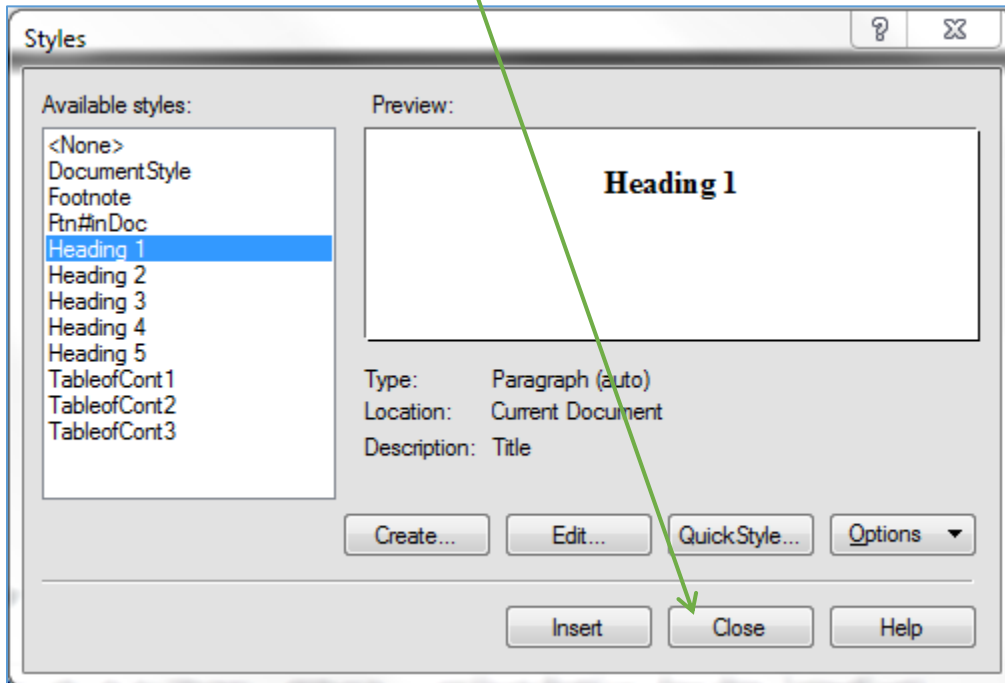 Styles
Available styles:
<None>
DocumentStyle
Footnote
Ftn#inDoc
Heading 1
Heading 2
Heading 3
Heading 4
Heading 5
TableofCont1
TableofCont2
TableofCont3
Preview:
Heading 1
Type: Paragraph (auto)
Location: Current Document
Description: Title
Create... Edit... QuickStyle... Options
Insert Close Help